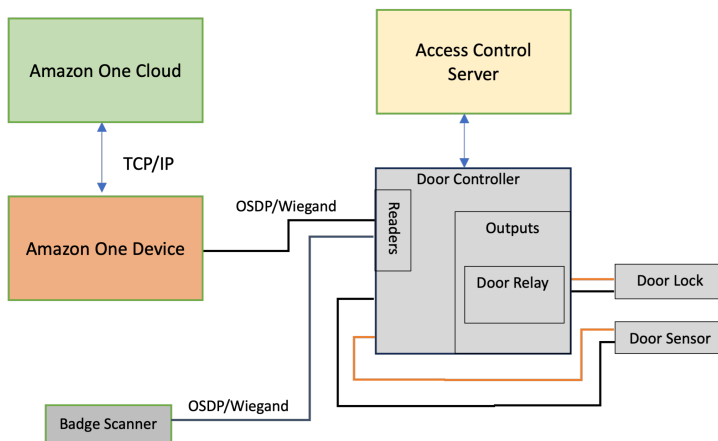 Amazon One Cloud
Access Control
Server
TCP/IP
Door Controller
OSDP/Wiegand
Readers
Outputs
Amazon One Device
Door Relay
Door Lock
Door Sensor
OSDP/Wiegand
Badge Scanner